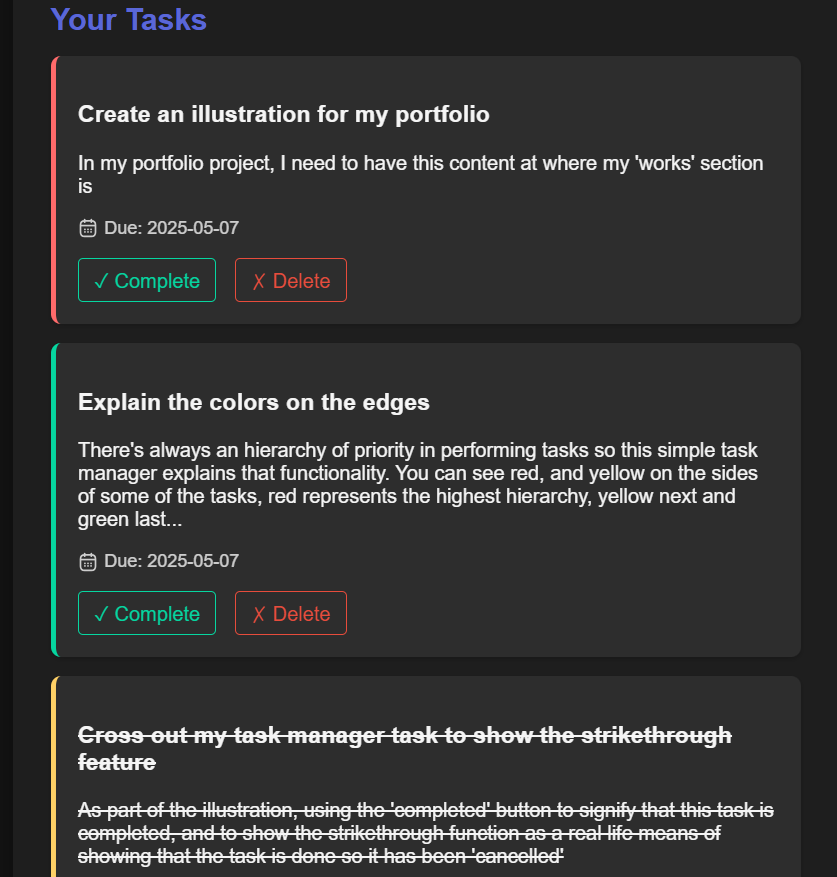 Your Tasks
Create an illustration for my portfolio
In my portfolio project, I need to have this content at where my 'works' section
is
Due: 2025-05-07
✓ Complete
✗ Delete
Explain the colors on the edges
There's always an hierarchy of priority in performing tasks so this simple task
manager explains that functionality. You can see red, and yellow on the sides
of some of the tasks, red represents the highest hierarchy, yellow next and
green last...
Due: 2025-05-07
✓ Complete
✗ Delete
Cross out my task manager task to show the strikethrough
feature
As part of the illustration, using the 'completed' button to signify that this task is
completed, and to show the strikethrough function as a real life means of
showing that the task is done so it has been 'cancelled'